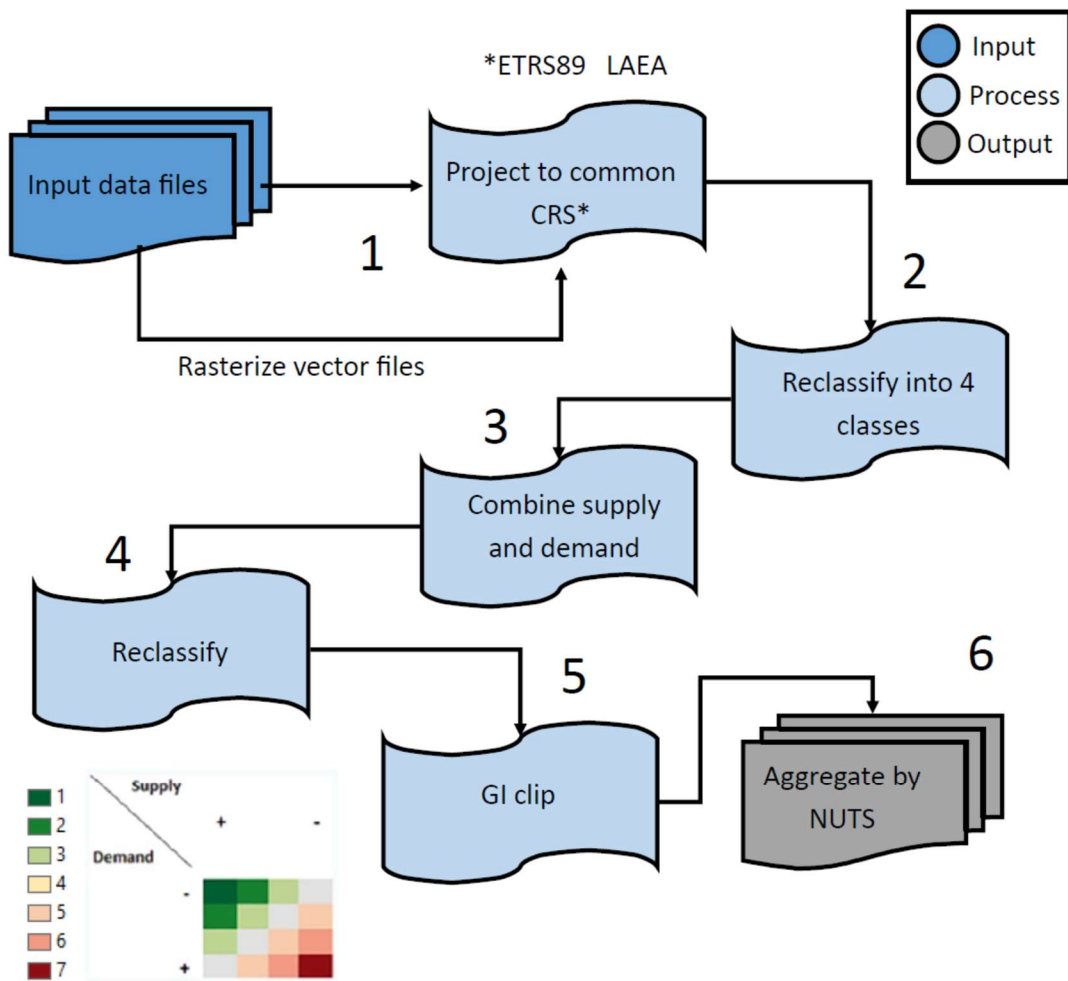 *ETRS89 LAEA
Input
Process
Output
Input data files
Project to common
CRS*
1
2
Rasterize vector files
Reclassify into 4
classes
3
Combine supply
and demand
4
Reclassify
5
6
GI clip
Aggregate by
NUTS
1
2
3
4
5
6
7
Supply
+ -
Demand
-
+